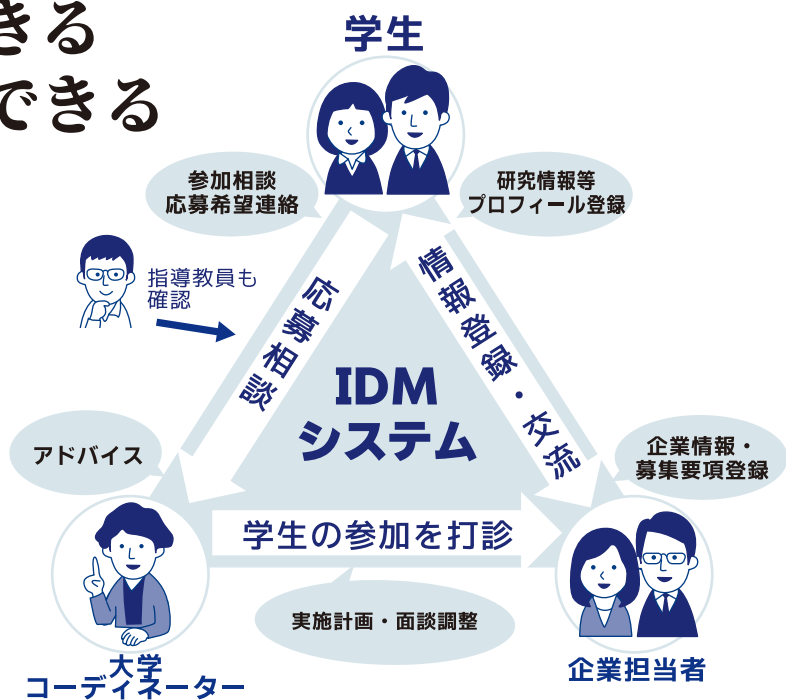 きる
できる
学生
参加相談
応募希望連絡
研究情報等
プロフィール登録
指導教員も
確認
応募相談
情報登録・交流
IDM
システム
アドバイス
企業情報・
募集要項登録
学生の参加を打診
実施計画・面談調整
大学
コーディネーター
企業担当者